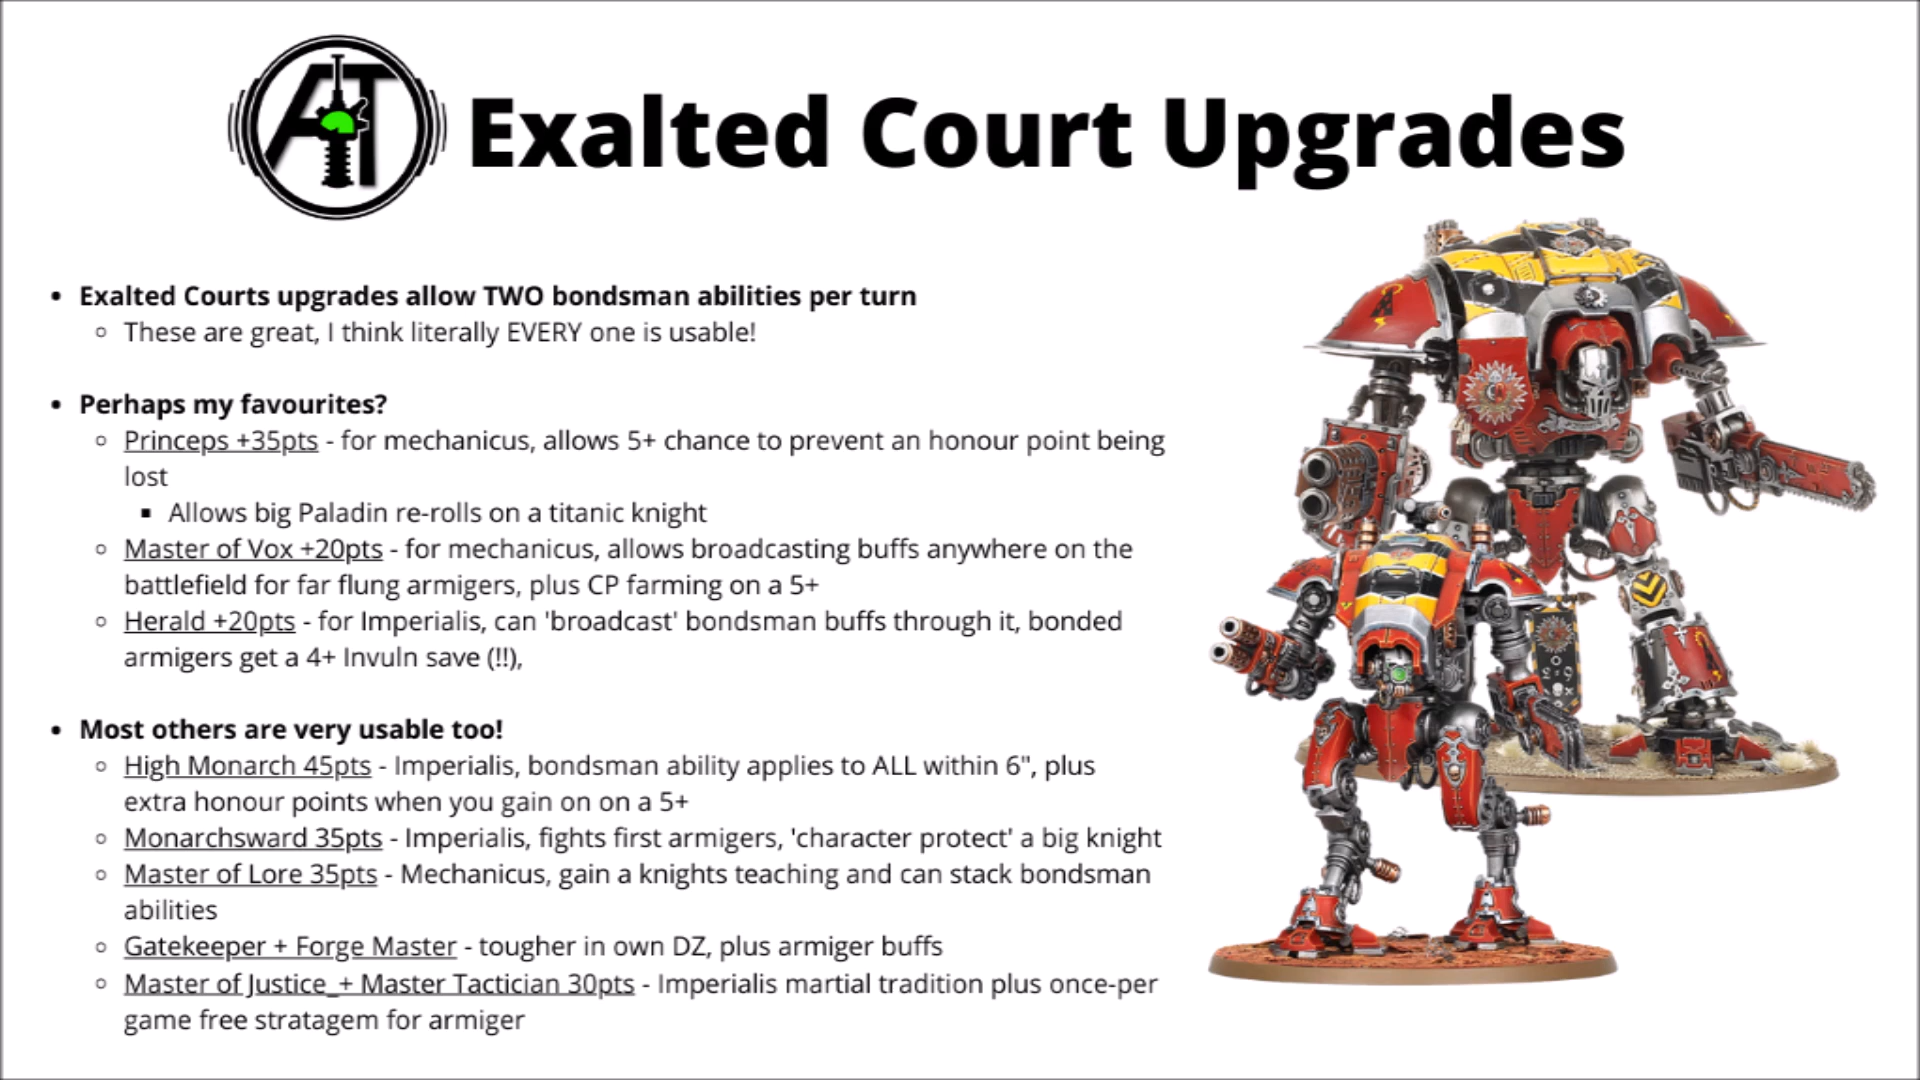 AT
Exalted Court Upgrades
• Exalted Courts upgrades allow TWO bondsman abilities per turn
◦ These are great, I think literally EVERY one is usable!
• Perhaps my favourites?
◦ Princeps +35pts - for mechanicus, allows 5+ chance to prevent an honour point being
lost
▪ Allows big Paladin re-rolls on a titanic knight
◦ Master of Vox +20pts - for mechanicus, allows broadcasting buffs anywhere on the
battlefield for far flung armigers, plus CP farming on a 5+
◦ Herald +20pts - for Imperialis, can 'broadcast' bondsman buffs through it, bonded
armigers get a 4+ Invuln save (!!),
• Most others are very usable too!
◦ High Monarch 45pts - Imperialis, bondsman ability applies to ALL within 6", plus
extra honour points when you gain on on a 5+
◦ Monarchsward 35pts - Imperialis, fights first armigers, 'character protect' a big knight
◦ Master of Lore 35pts - Mechanicus, gain a knights teaching and can stack bondsman
abilities
◦ Gatekeeper + Forge Master - tougher in own DZ, plus armiger buffs
◦ Master of Justice_+ Master Tactician 30pts - Imperialis martial tradition plus once-per
game free stratagem for armiger